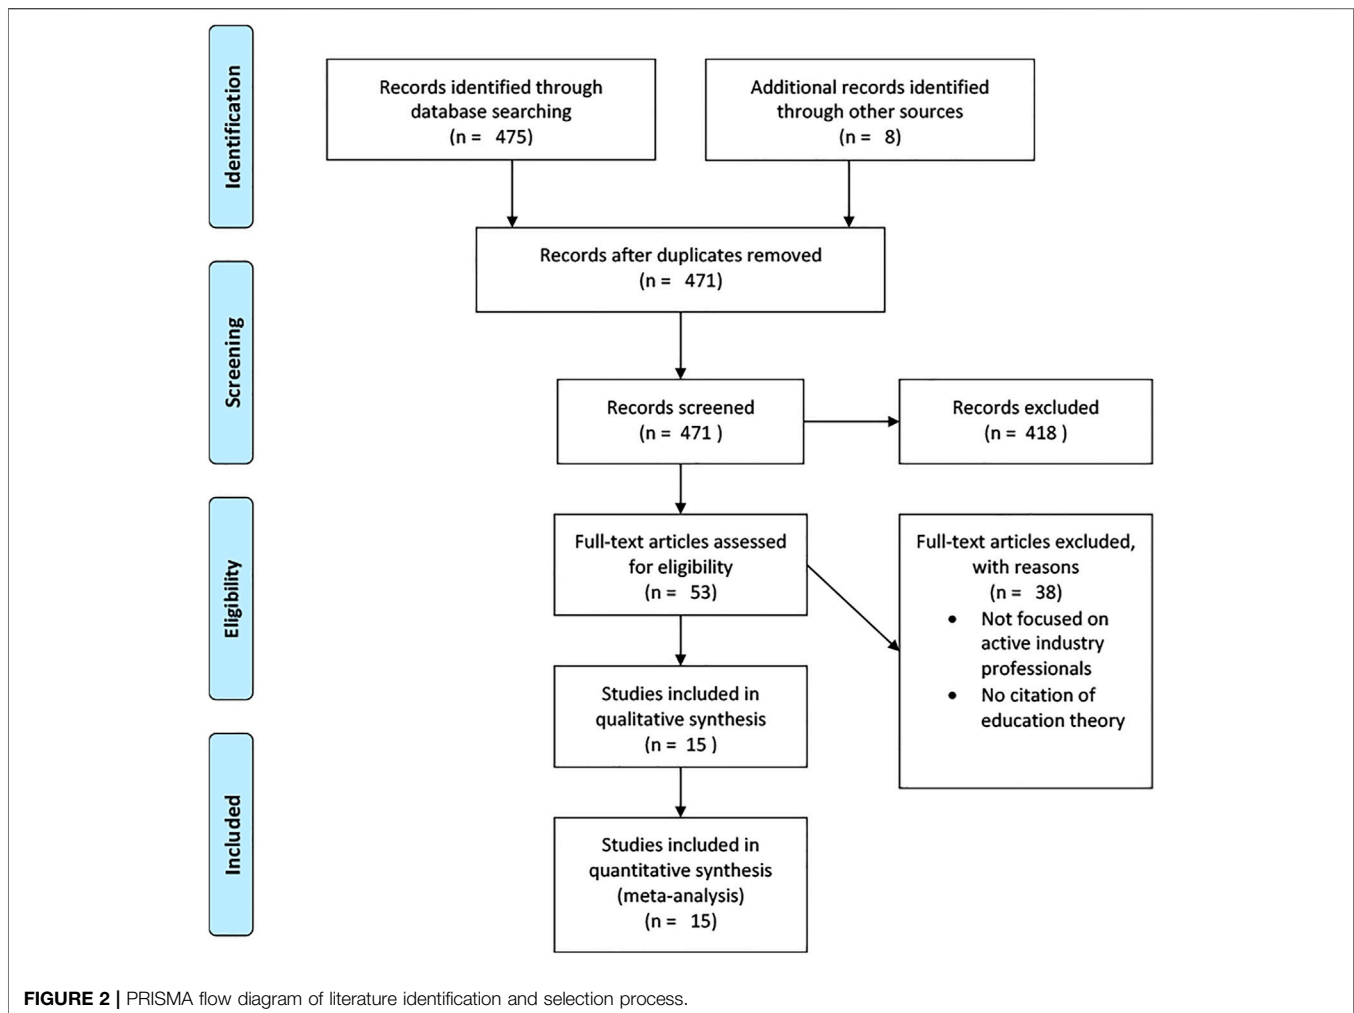 Identification
Records identified through
database searching
(n = 475)
Additional records identified
through other sources
(n = 8)
Records after duplicates removed
(n = 471)
Screening
Records screened
(n = 471 )
Records excluded
(n = 418 )
Eligibility
Full-text articles assessed
for eligibility
(n = 53)
Full-text articles excluded,
with reasons
(n = 38)
• Not focused on
active industry
professionals
• No citation of
education theory
Studies included in
qualitative synthesis
(n = 15 )
Included
Studies included in
quantitative synthesis
(meta-analysis)
(n = 15)
FIGURE 2 | PRISMA flow diagram of literature identification and selection process.